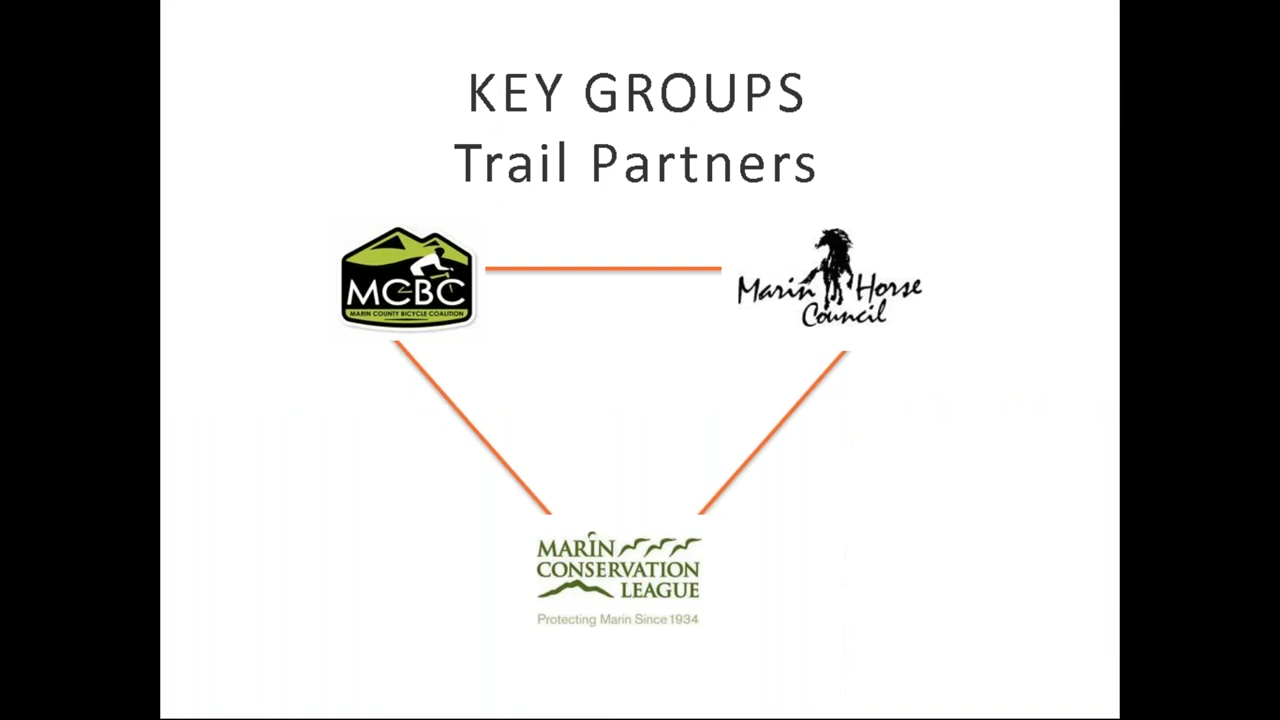 KEY GROUPS
Trail Partners
MCBC
MARIN COUNTY BICYCLE COALITION
Marin Horse
Council
MARIN
CONSERVATION
LEAGUE
Protecting Marin Since 1934